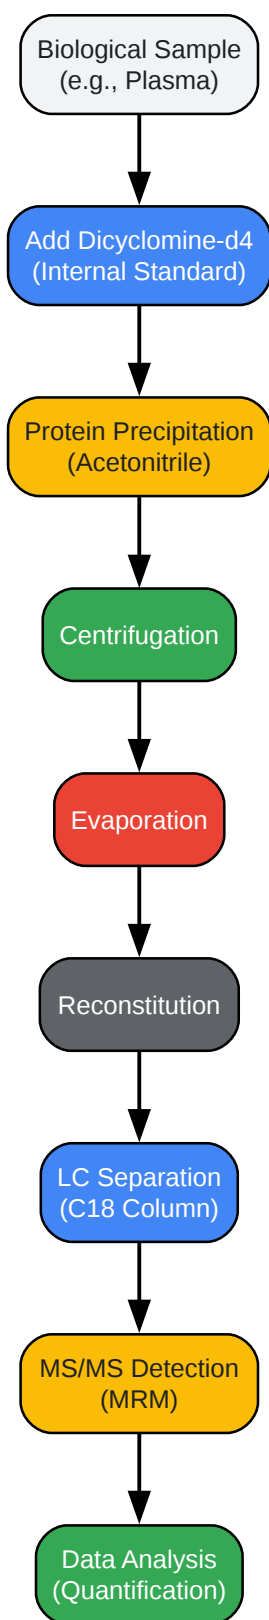 Biological Sample
(e.g., Plasma)
Add Dicyclomine-d4
(Internal Standard)
Protein Precipitation
(Acetonitrile)
Centrifugation
Evaporation
Reconstitution
LC Separation
(C18 Column)
MS/MS Detection
(MRM)
Data Analysis
(Quantification)